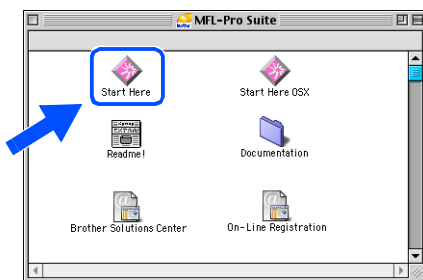 MFL-Pro Suite
Start Here
Start Here OSX
Readme!
Documentation
Brother Solutions Center
On-Line Registration